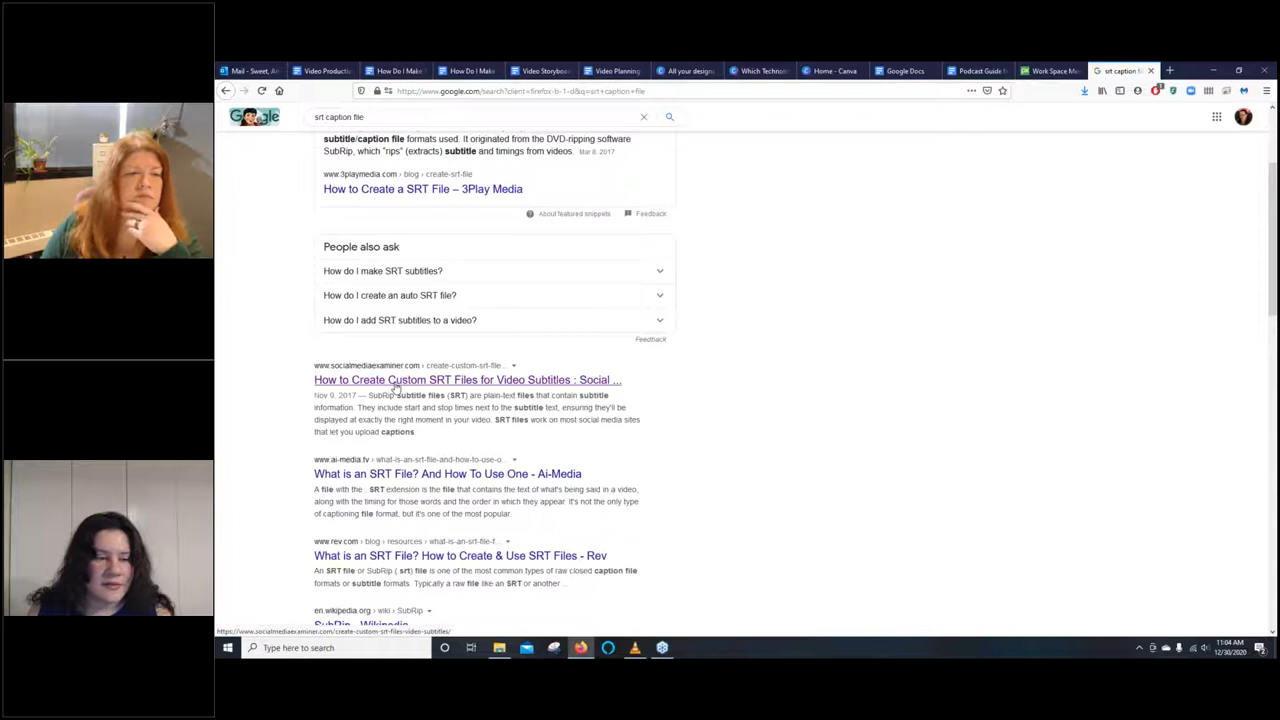 Mail - Sweet, A
Video Producti
How Do I Make
How Do I Make
Video Storyboa
Video Planning
All your design
Which Technol
Home - Canva
Google Docs
Podcast Guide f
Work Space Me
srt caption f
https://www.google.com/search?client=firefox-b-1-d&q=srt+caption+file
Google
srt caption file
subtitle/caption file formats used. It originated from the DVD-ripping software
SubRip, which "rips" (extracts) subtitle and timings from videos. Mar 8, 2017
www.3playmedia.com › blog › create-srt-file
How to Create a SRT File – 3Play Media
About featured snippets
Feedback
People also ask
How do I make SRT subtitles?
How do I create an auto SRT file?
How do I add SRT subtitles to a video?
Feedback
www.socialmediaexaminer.com › create-custom-srt-file...
How to Create Custom SRT Files for Video Subtitles : Social ...
Nov 9, 2017 — SubRip subtitle files (SRT) are plain-text files that contain subtitle
information. They include start and stop times next to the subtitle text, ensuring they'll be
displayed at exactly the right moment in your video. SRT files work on most social media sites
that let you upload captions.
www.ai-media.tv › what-is-an-srt-file-and-how-to-use-o...
What is an SRT File? And How To Use One - Ai-Media
A file with the . SRT extension is the file that contains the text of what's being said in a video,
along with the timing for those words and the order in which they appear. It's not the only type
of captioning file format, but it's one of the most popular.
www.rev.com › blog › resources › what-is-an-srt-file-f...
What is an SRT File? How to Create & Use SRT Files - Rev
An SRT file or SubRip (.srt) file is one of the most common types of raw closed caption file
formats or subtitle formats. Typically a raw file like an SRT or another ...
en.wikipedia.org › wiki › SubRip
SubRip - Wikipedia
https://www.socialmediaexaminer.com/create-custom-srt-files-video-subtitles/
Type here to search
11:04 AM
12/30/2020